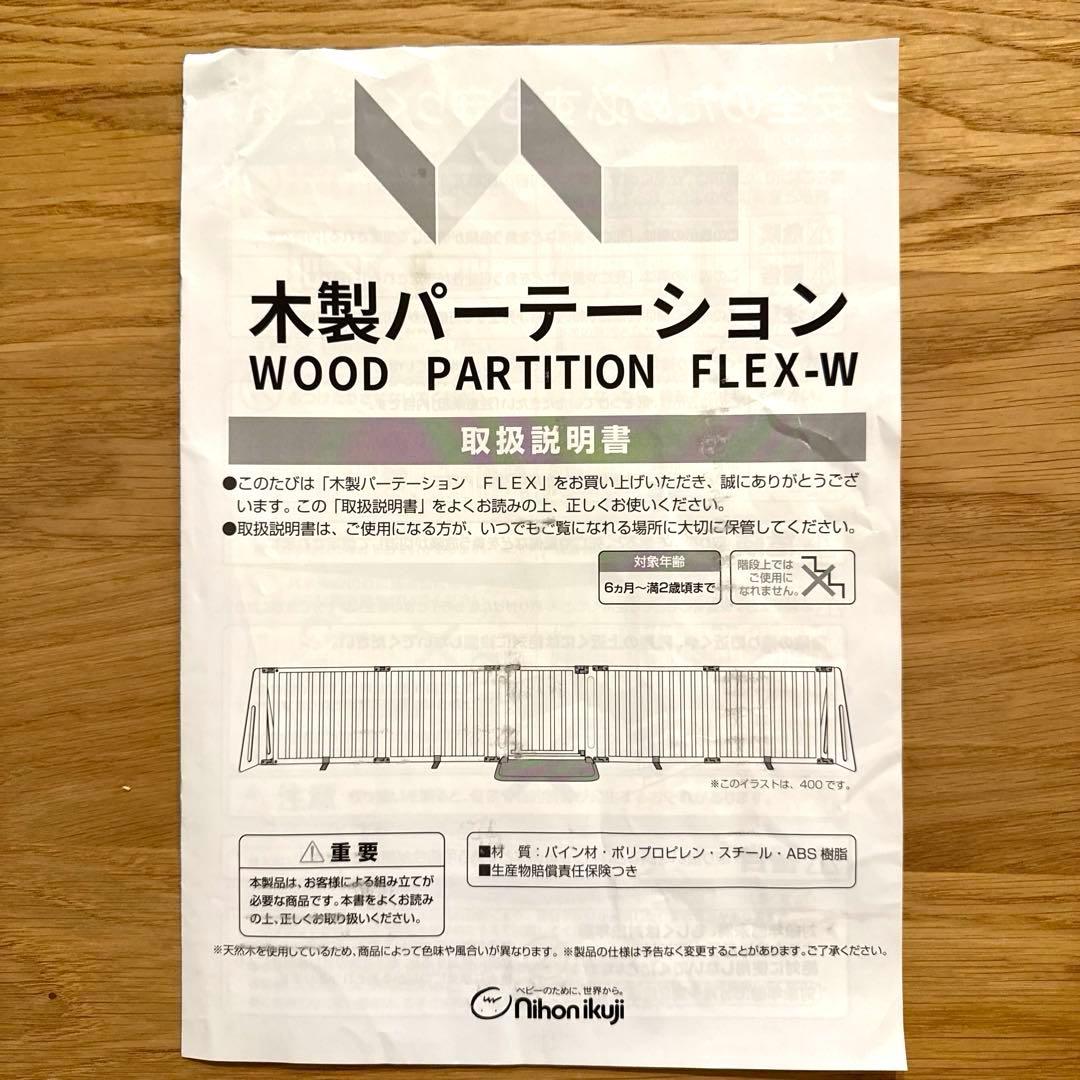 木製パーテーション
WOOD PARTITION FLEX-W
取扱説明書
●このたびは「木製パーテーション　FLEX」をお買い上げいただき、誠にありがとうござ
います。この「取扱説明書」をよくお読みの上、正しくお使いください。
●取扱説明書は、ご使用になる方が、いつでもご覧になれる場所に大切に保管してください。
対象年齢
6ヵ月～満2歳頃まで
階段上では
ご使用に
なれません。
※このイラストは、400です。
⚠重要
本製品は、お客様による組み立てが
必要な商品です。本書をよくお読み
の上、正しくお取り扱いください。
■材　質：パイン材・ポリプロピレン・スチール・ABS樹脂
■生産物賠償責任保険つき
※天然木を使用しているため、商品によって色味や風合いが異なります。※製品の仕様は予告なく変更することがあります。ご了承ください。
ベビーのために、世界から。
nihon ikuji